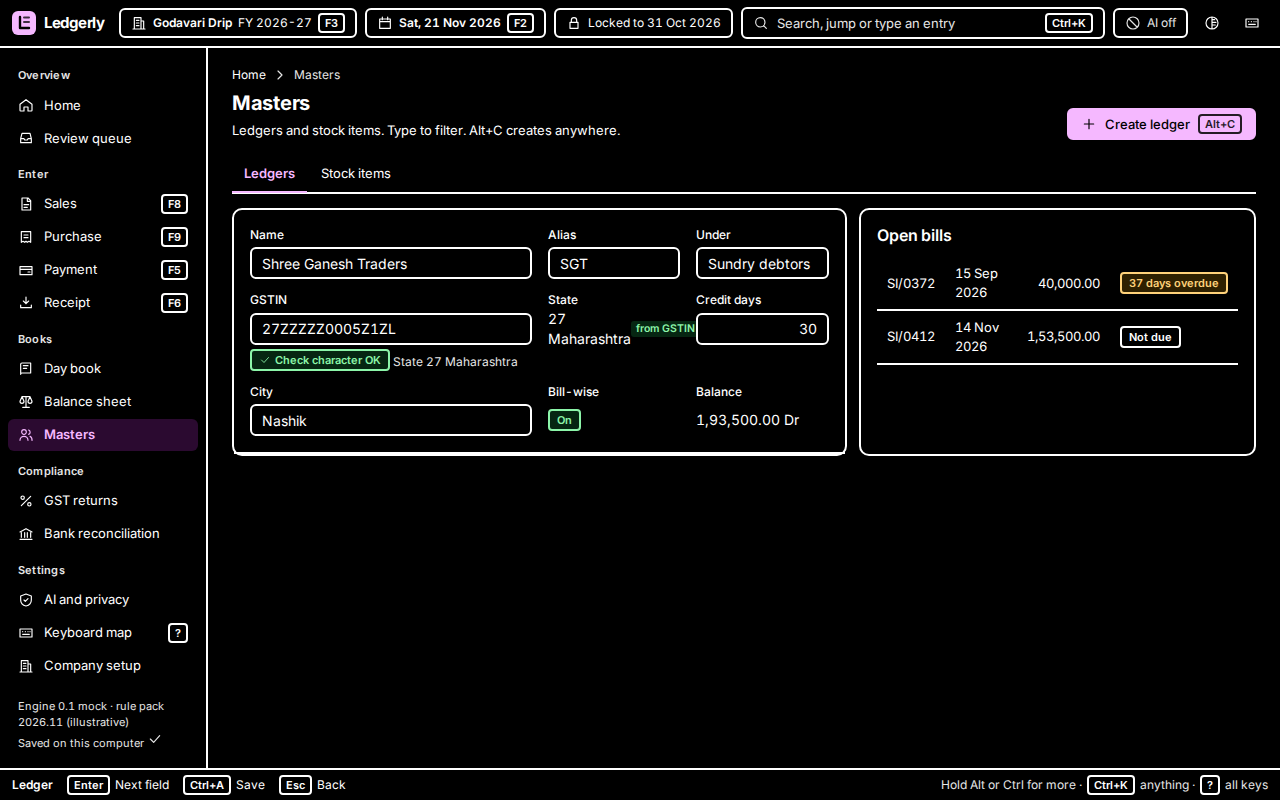 Ledgerly
Godavari Drip FY 2026-27 F3
Sat, 21 Nov 2026 F2
Locked to 31 Oct 2026
Search, jump or type an entry Ctrl+K
AI off
Overview
Home
Review queue
Enter
Sales F8
Purchase F9
Payment F5
Receipt F6
Books
Day book
Balance sheet
Masters
Compliance
GST returns
Bank reconciliation
Settings
AI and privacy
Keyboard map ?
Company setup
Engine 0.1 mock · rule pack
2026.11 (illustrative)
Saved on this computer
Home Masters
Masters
Ledgers and stock items. Type to filter. Alt+C creates anywhere.
Create ledger Alt+C
Ledgers Stock items
Name Alias Under
Shree Ganesh Traders SGT Sundry debtors
GSTIN State Credit days
27ZZZZZ0005Z1ZL 27 Maharashtra from GSTIN 30
Check character OK State 27 Maharashtra
City Bill-wise Balance
Nashik On 1,93,500.00 Dr
Open bills
SI/0372 15 Sep 2026 40,000.00 37 days overdue
SI/0412 14 Nov 2026 1,53,500.00 Not due
Ledger Enter Next field Ctrl+A Save Esc Back
Hold Alt or Ctrl for more · Ctrl+K anything · ? all keys